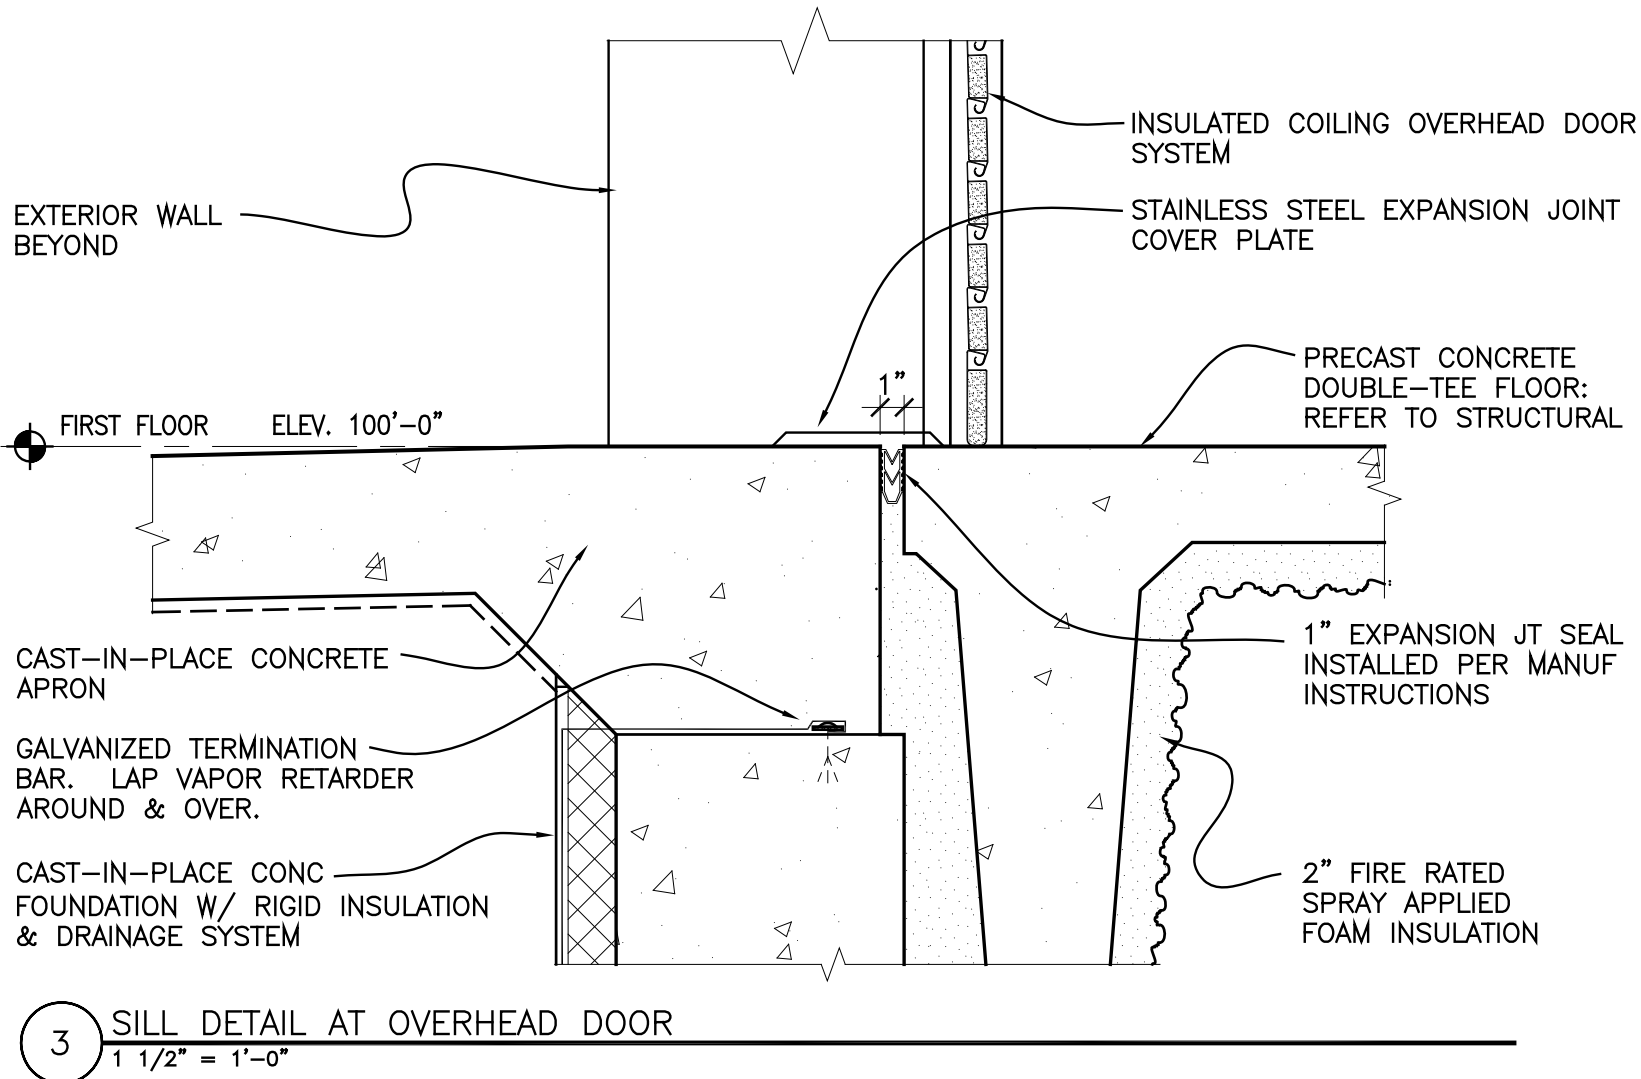 INSULATED COILING OVERHEAD DOOR
SYSTEM
EXTERIOR WALL
BEYOND
STAINLESS STEEL EXPANSION JOINT
COVER PLATE
PRECAST CONCRETE
DOUBLE-TEE FLOOR:
REFER TO STRUCTURAL
1"
FIRST FLOOR ELEV. 100'-0"
CAST-IN-PLACE CONCRETE
APRON
1" EXPANSION JT SEAL
INSTALLED PER MANUF
INSTRUCTIONS
GALVANIZED TERMINATION
BAR. LAP VAPOR RETARDER
AROUND & OVER.
CAST-IN-PLACE CONC
FOUNDATION W/ RIGID INSULATION
& DRAINAGE SYSTEM
2" FIRE RATED
SPRAY APPLIED
FOAM INSULATION
3 SILL DETAIL AT OVERHEAD DOOR
1 1/2" = 1'-0"